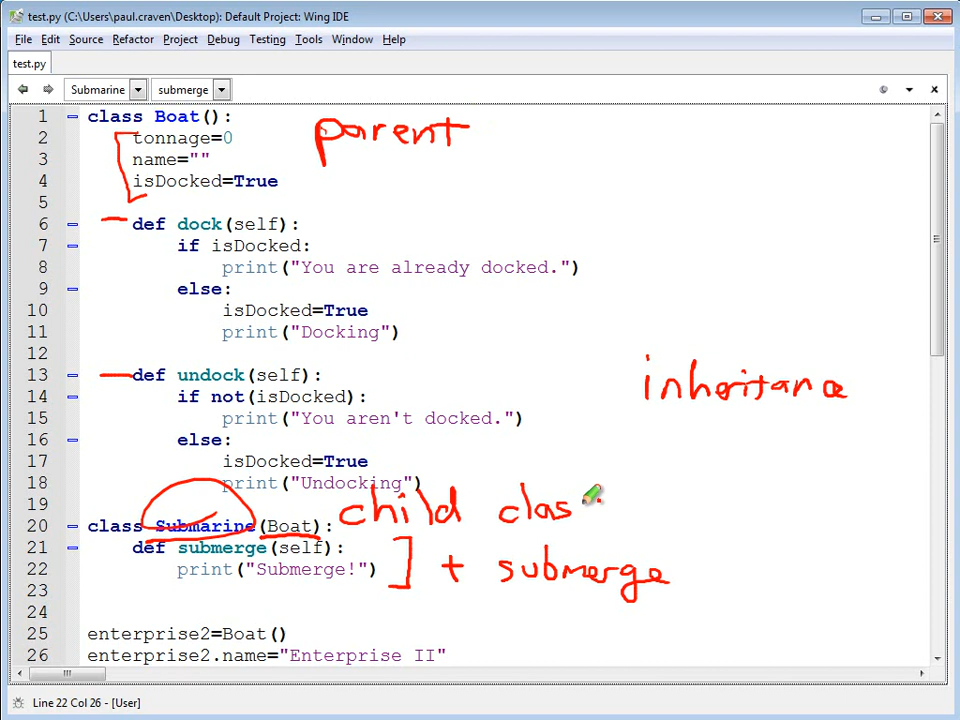 test.py (C:\Users\paul.craven\Desktop): Default Project: Wing IDE
File Edit Source Refactor Project Debug Testing Tools Window Help
test.py
Submarine submerge
1 class Boat():
parent
2 tonnage=0
3 name=""
4 isDocked=True
5
6 def dock(self):
7 if isDocked:
8 print("You are already docked.")
9 else:
10 isDocked=True
11 print("Docking")
12
13 def undock(self):
inheritance
14 if not(isDocked):
15 print("You aren't docked.")
16 else:
17 isDocked=True
18 print("Undocking")
19
child clas
20 class Submarine(Boat):
21 def submerge(self):
22 print("Submerge!") ] + submerge
23
24
25 enterprise2=Boat()
26 enterprise2.name="Enterprise II"
Line 22 Col 26 - [User]